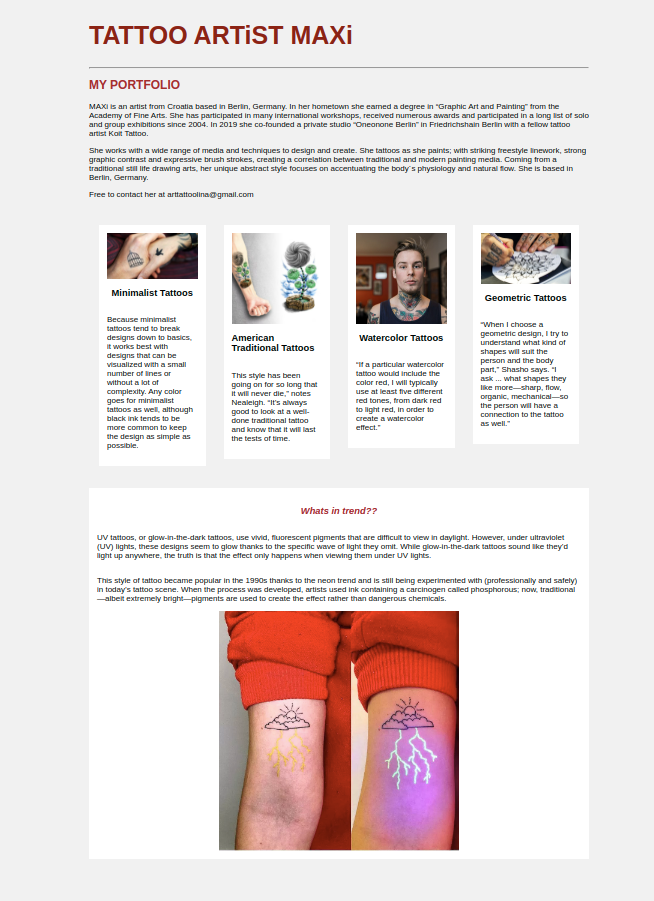 TATTOO ARTiST MAXi
MY PORTFOLIO
MAXi is an artist from Croatia based in Berlin, Germany. In her hometown she earned a degree in “Graphic Art and Painting” from the
Academy of Fine Arts. She has participated in many international workshops, received numerous awards and participated in a long list of solo
and group exhibitions since 2004. In 2019 she co-founded a private studio “Oneonone Berlin” in Friedrichshain Berlin with a fellow tattoo
artist Koit Tattoo.
She works with a wide range of media and techniques to design and create. She tattoos as she paints; with striking freestyle linework, strong
graphic contrast and expressive brush strokes, creating a correlation between traditional and modern painting media. Coming from a
traditional still life drawing arts, her unique abstract style focuses on accentuating the body´s physiology and natural flow. She is based in
Berlin, Germany.
Free to contact her at arttattoolina@gmail.com
Minimalist Tattoos
Because minimalist
tattoos tend to break
designs down to basics,
it works best with
designs that can be
visualized with a small
number of lines or
without a lot of
complexity. Any color
goes for minimalist
tattoos as well, although
black ink tends to be
more common to keep
the design as simple as
possible.
American
Traditional Tattoos
This style has been
going on for so long that
it will never die,” notes
Nealeigh. “It’s always
good to look at a well-
done traditional tattoo
and know that it will last
the tests of time.
Watercolor Tattoos
“If a particular watercolor
tattoo would include the
color red, I will typically
use at least five different
red tones, from dark red
to light red, in order to
create a watercolor
effect.”
Geometric Tattoos
“When I choose a
geometric design, I try to
understand what kind of
shapes will suit the
person and the body
part,” Shasho says. “I
ask ... what shapes they
like more—sharp, flow,
organic, mechanical—so
the person will have a
connection to the tattoo
as well.”
Whats in trend??
UV tattoos, or glow-in-the-dark tattoos, use vivid, fluorescent pigments that are difficult to view in daylight. However, under ultraviolet
(UV) lights, these designs seem to glow thanks to the specific wave of light they omit. While glow-in-the-dark tattoos sound like they’d
light up anywhere, the truth is that the effect only happens when viewing them under UV lights.
This style of tattoo became popular in the 1990s thanks to the neon trend and is still being experimented with (professionally and safely)
in today’s tattoo scene. When the process was developed, artists used ink containing a carcinogen called phosphorous; now, traditional
—albeit extremely bright—pigments are used to create the effect rather than dangerous chemicals.